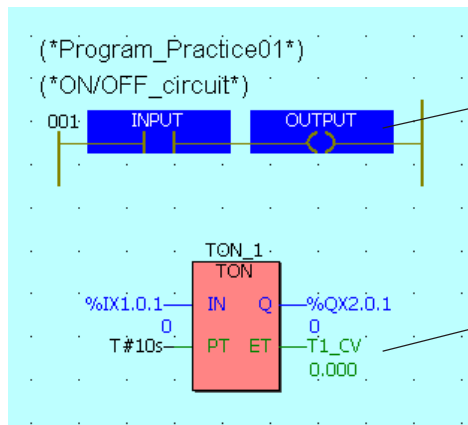 (*Program_Practice01*)
(*ON/OFF_circuit*)
001 INPUT OUTPUT
TON_1
TON
%IX1.0.1 IN Q %QX2.0.1
0 0
T#10s PT ET T1_CV
0.000